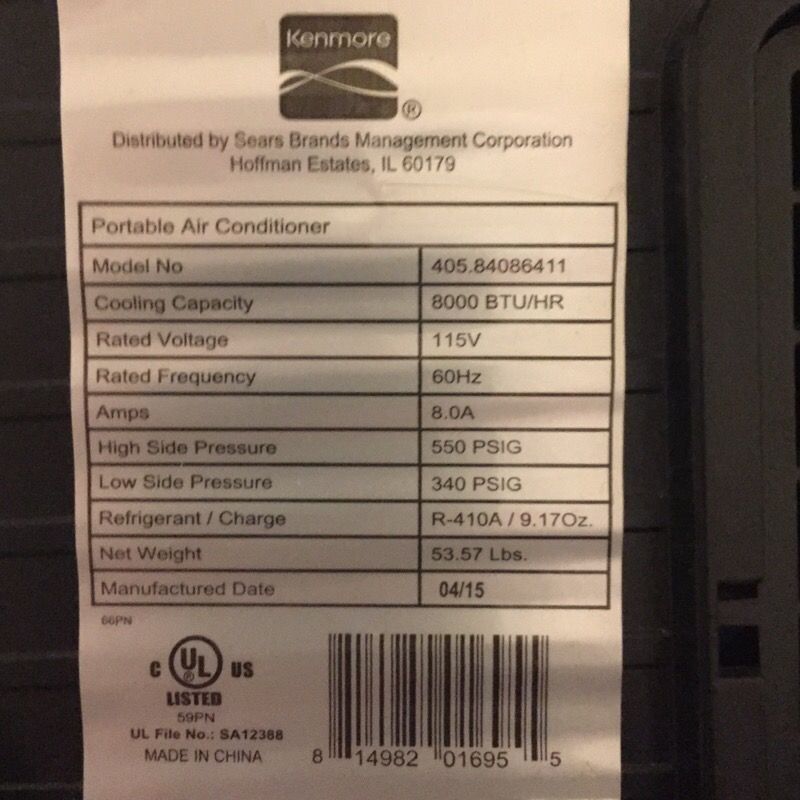 Kenmore
®
Distributed by Sears Brands Management Corporation
Hoffman Estates, IL 60179
Portable Air Conditioner
Model No 405.84086411
Cooling Capacity 8000 BTU/HR
Rated Voltage 115V
Rated Frequency 60Hz
Amps 8.0A
High Side Pressure 550 PSIG
Low Side Pressure 340 PSIG
Refrigerant / Charge R-410A / 9.17Oz.
Net Weight 53.57 Lbs.
Manufactured Date 04/15
66PN
C UL ® US
LISTED
59PN
UL File No.: SA12388
MADE IN CHINA
8 14982 01695 5